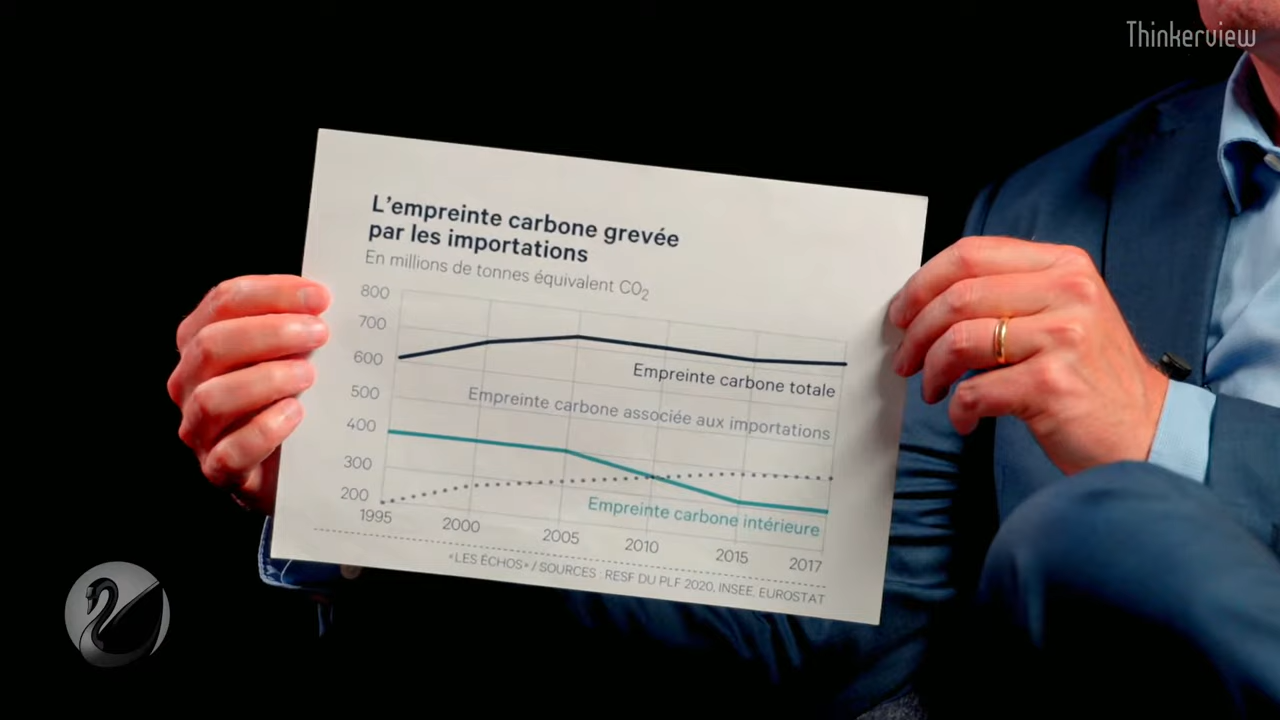 Thinkerview
L'empreinte carbone grevée
par les importations
En millions de tonnes équivalent CO₂
800
700
600
500
400
300
200
Empreinte carbone totale
Empreinte carbone associée aux importations
Empreinte carbone intérieure
1995
2000
2005
2010
2015
2017
«LES ÉCHOS» / SOURCES : RESF DU PLF 2020, INSEE, EUROSTAT